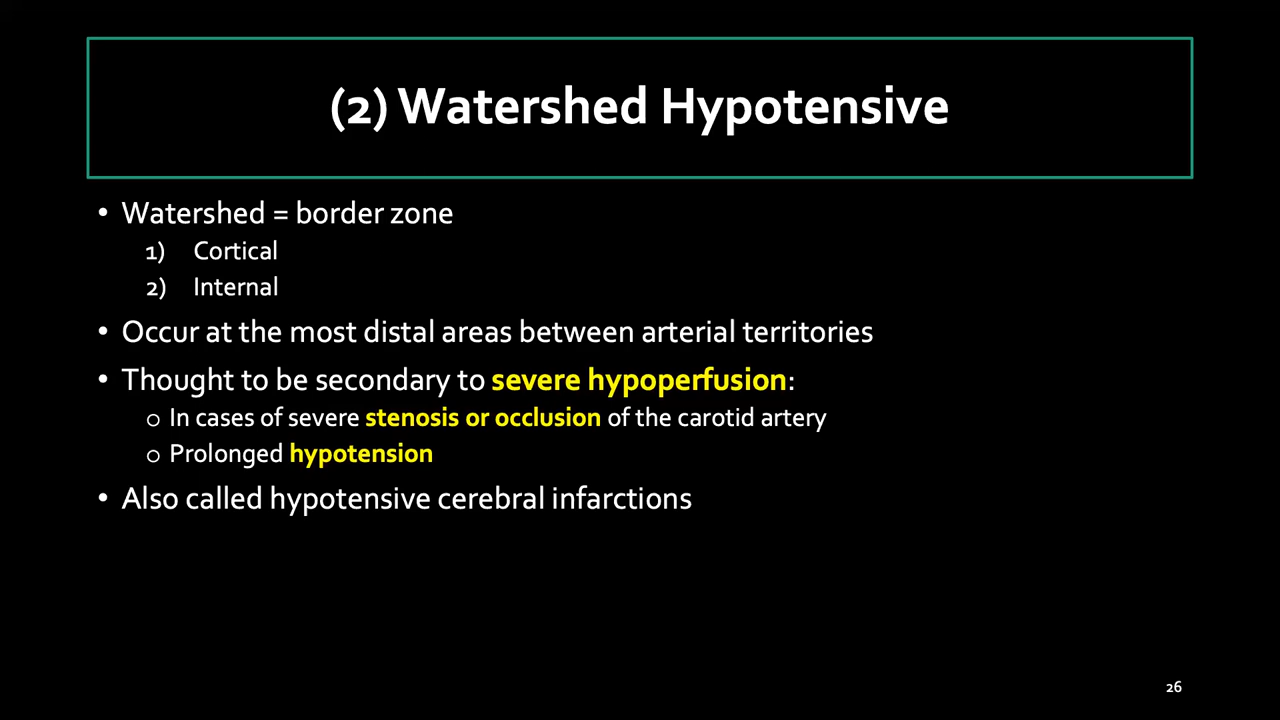 (2) Watershed Hypotensive
• Watershed = border zone
1) Cortical
2) Internal
• Occur at the most distal areas between arterial territories
• Thought to be secondary to severe hypoperfusion:
o In cases of severe stenosis or occlusion of the carotid artery
o Prolonged hypotension
• Also called hypotensive cerebral infarctions
26